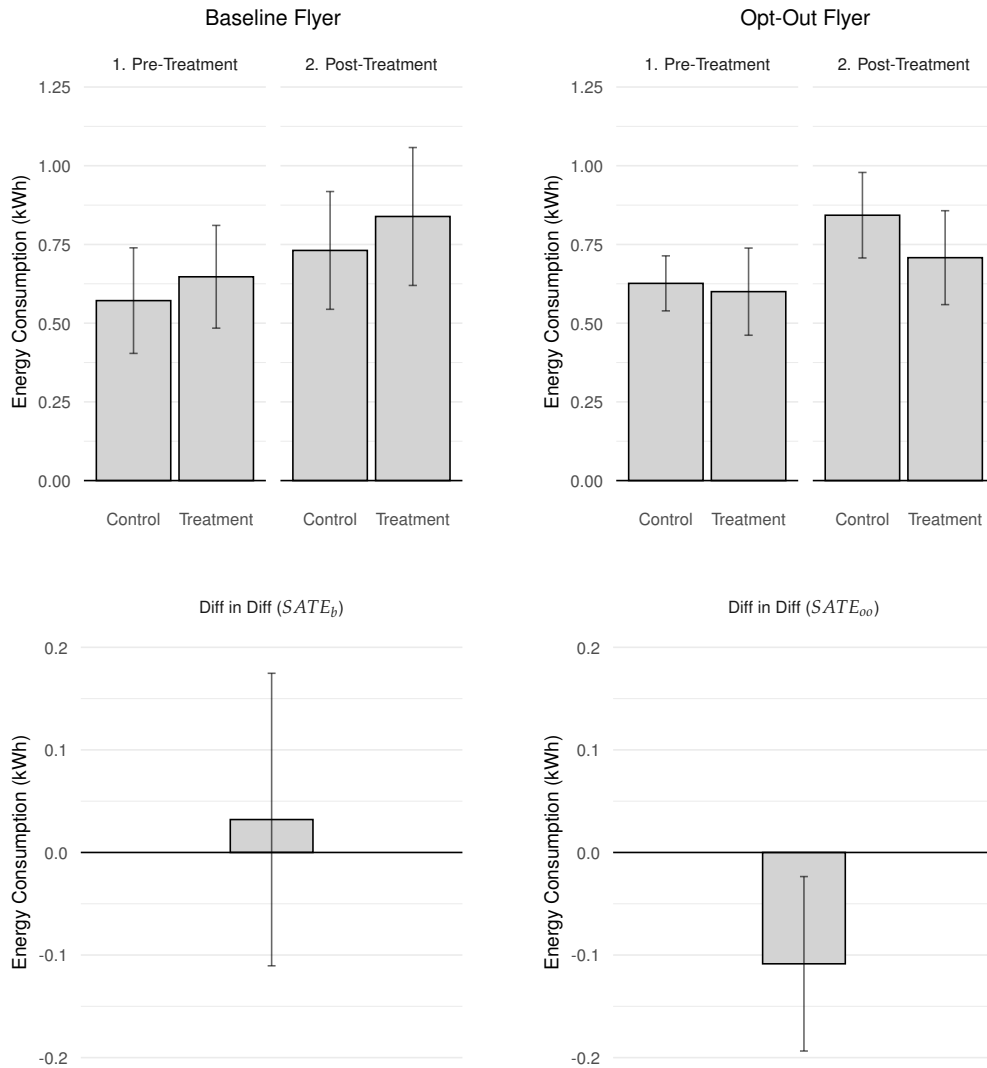 Baseline Flyer
1. Pre-Treatment 2. Post-Treatment
Energy Consumption (kWh)
1.25
1.00
0.75
0.50
0.25
0.00
Control Treatment Control Treatment
Opt-Out Flyer
1. Pre-Treatment 2. Post-Treatment
Energy Consumption (kWh)
1.25
1.00
0.75
0.50
0.25
0.00
Control Treatment Control Treatment
Diff in Diff (SATE_b)
Energy Consumption (kWh)
0.2
0.1
0.0
-0.1
-0.2
Diff in Diff (SATE_oo)
Energy Consumption (kWh)
0.2
0.1
0.0
-0.1
-0.2